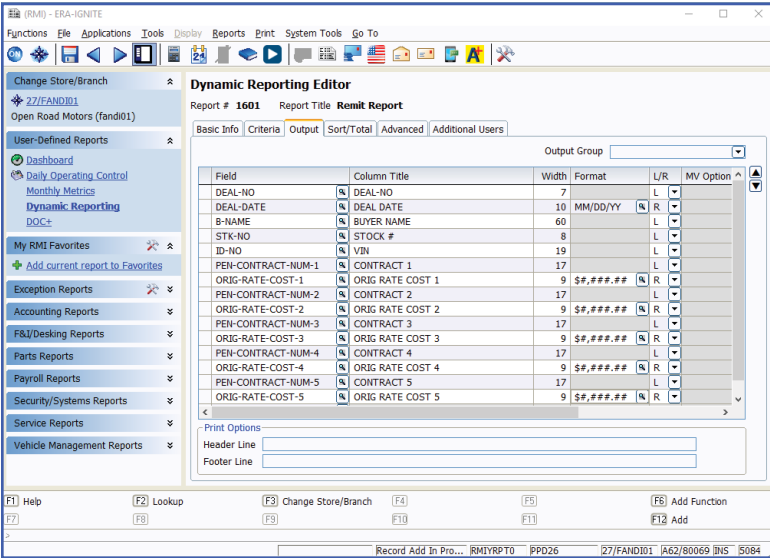 (RMI) - ERA-IGNITE
Functions File Applications Tools Display Reports Print System Tools Go To
ON 24 A
Change Store/Branch
27/FANDI01
Open Road Motors (fandi01)
User-Defined Reports
Dashboard
Daily Operating Control
Monthly Metrics
Dynamic Reporting
DOC+
My RMI Favorites
Add current report to Favorites
Exception Reports
Accounting Reports
F&I/Desking Reports
Parts Reports
Payroll Reports
Security/Systems Reports
Service Reports
Vehicle Management Reports
Dynamic Reporting Editor
Report # 1601 Report Title Remit Report
Basic Info Criteria Output Sort/Total Advanced Additional Users
Output Group
Field Column Title Width Format L/R MV Option
DEAL-NO DEAL-NO 7 L
DEAL-DATE DEAL DATE 10 MM/DD/YY R
B-NAME BUYER NAME 60 L
STK-NO STOCK # 8 L
ID-NO VIN 19 L
PEN-CONTRACT-NUM-1 CONTRACT 1 17 L
ORIG-RATE-COST-1 ORIG RATE COST 1 9 $#,###.## R
PEN-CONTRACT-NUM-2 CONTRACT 2 17 L
ORIG-RATE-COST-2 ORIG RATE COST 2 9 $#,###.## R
PEN-CONTRACT-NUM-3 CONTRACT 3 17 L
ORIG-RATE-COST-3 ORIG RATE COST 3 9 $#,###.## R
PEN-CONTRACT-NUM-4 CONTRACT 4 17 L
ORIG-RATE-COST-4 ORIG RATE COST 4 9 $#,###.## R
PEN-CONTRACT-NUM-5 CONTRACT 5 17 L
ORIG-RATE-COST-5 ORIG RATE COST 5 9 $#,###.## R
Print Options
Header Line
Footer Line
F1 Help F2 Lookup F3 Change Store/Branch F4 F5 F6 Add Function
F7 F8 F9 F10 F11 F12 Add
>
Record Add In Pro... RMIYRPT0 PPD26 27/FANDI01 A62/80069 INS 5084